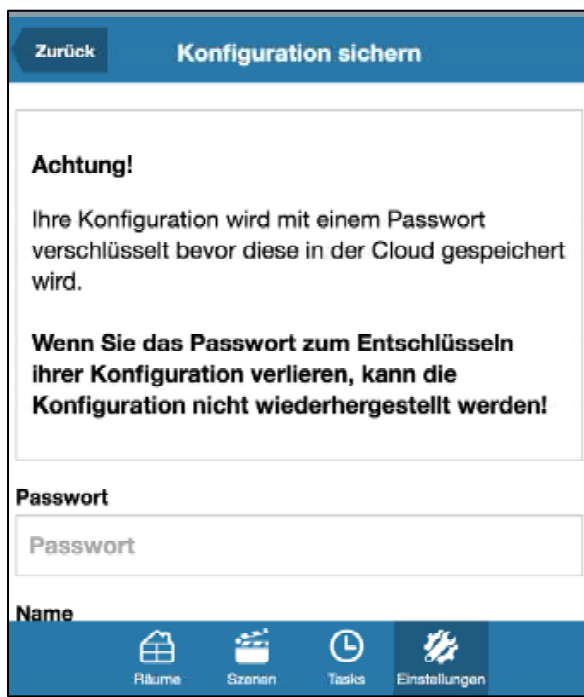 Zurück
Konfiguration sichern
Achtung!
Ihre Konfiguration wird mit einem Passwort
verschlüsselt bevor diese in der Cloud gespeichert
wird.
Wenn Sie das Passwort zum Entschlüsseln
ihrer Konfiguration verlieren, kann die
Konfiguration nicht wiederhergestellt werden!
Passwort
Passwort
Name
Räume
Szenen
Tasks
Einstellungen